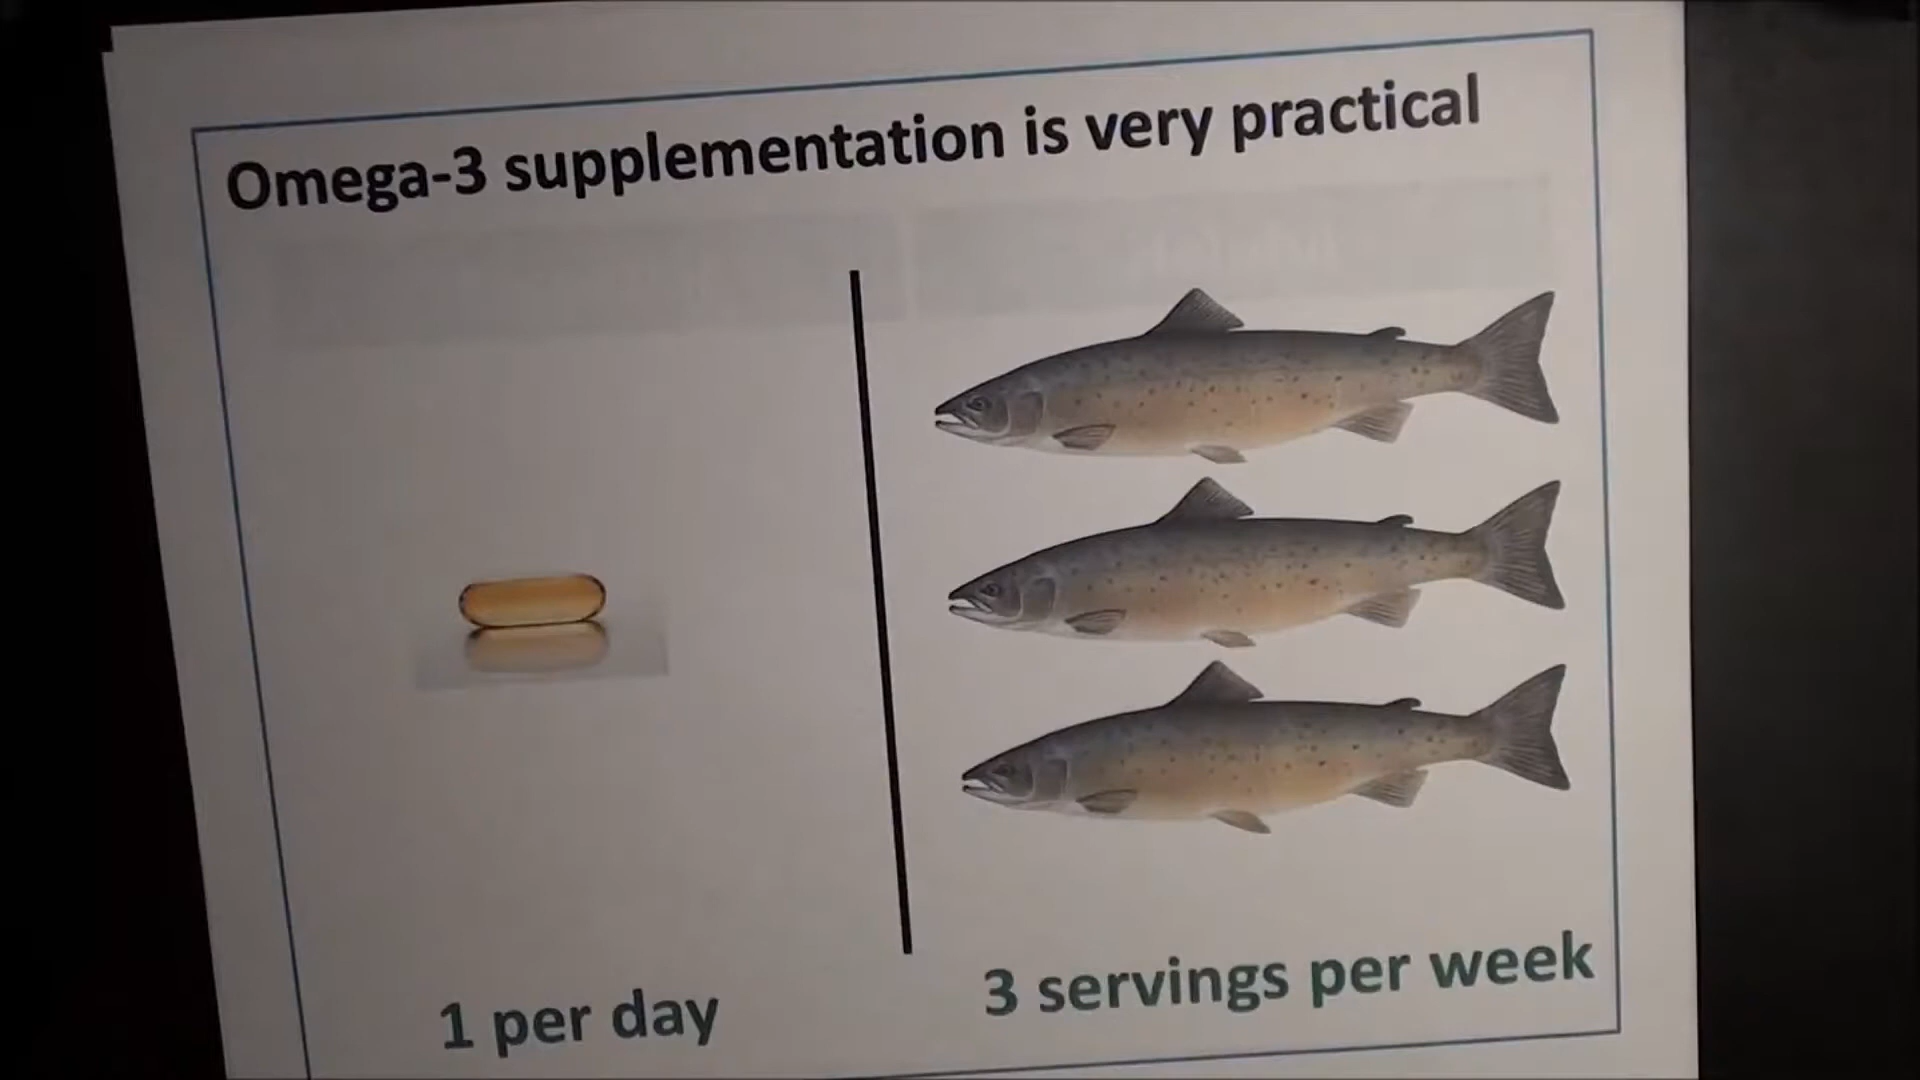 Omega-3 supplementation is very practical
1 per day
3 servings per week